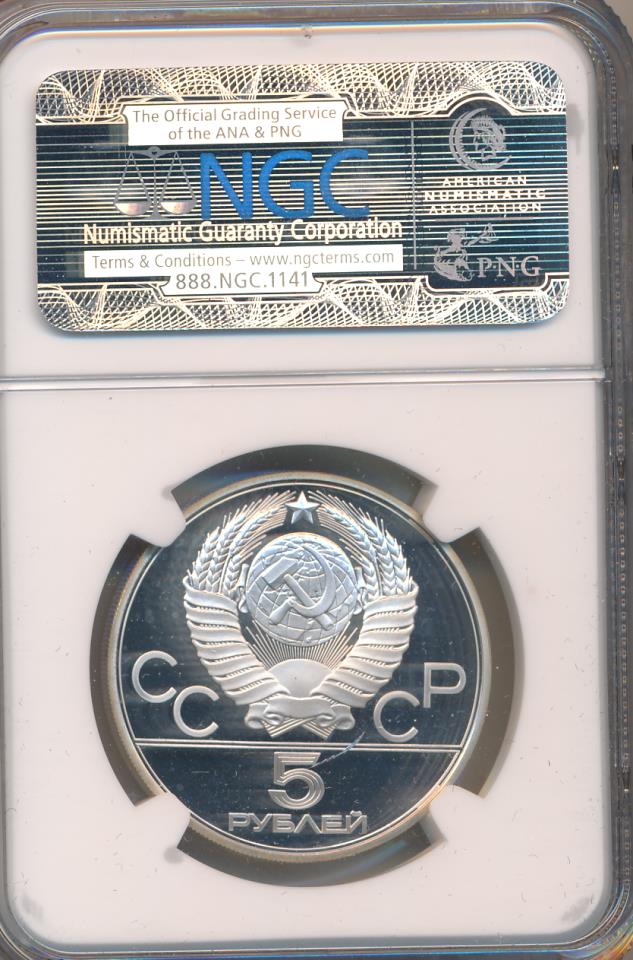 The Official Grading Service
of the ANA & PNG
NGC
Numismatic Guaranty Corporation
Terms & Conditions – www.ngcterms.com
888.NGC.1141
AMERICAN
NUMISMATIC
ASSOCIATION
PNG
СССР
5
РУБЛЕЙ